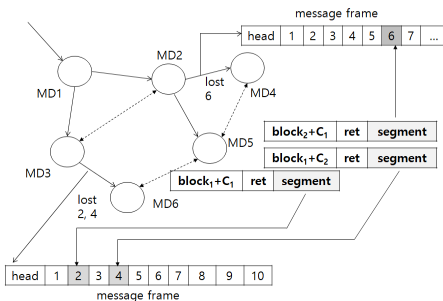 message frame
head 1 2 3 4 5 6 7 ...
MD2
lost
6
MD1
MD4
block2+C1 ret segment
MD5
block1+C2 ret segment
MD3
block1+C1 ret segment
lost
2, 4
MD6
head 1 2 3 4 5 6 7 8 9 10
message frame